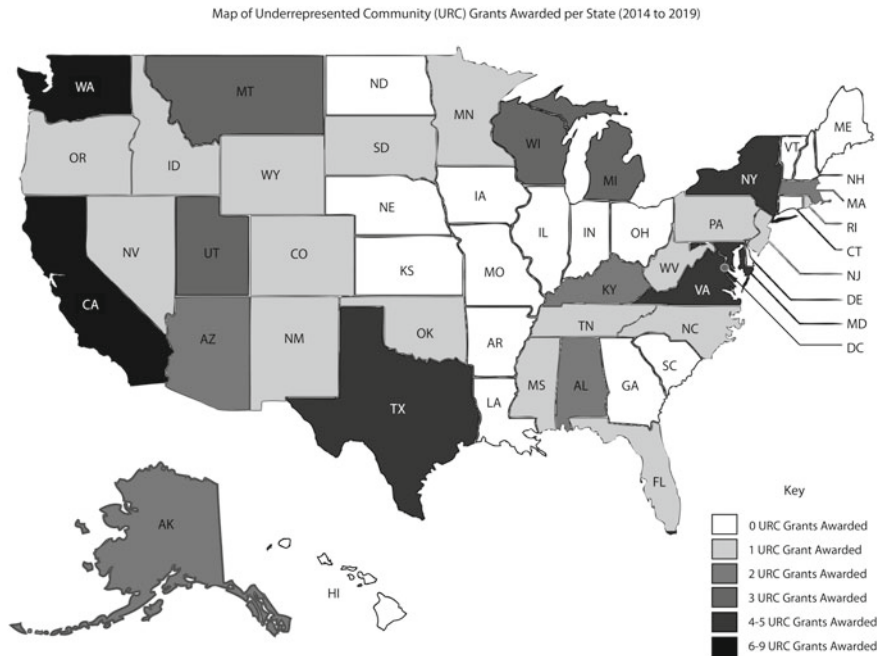 Map of Underrepresented Community (URC) Grants Awarded per State (2014 to 2019)
WA
MT
ND
MN
ME
VT
OR
ID
SD
WI
NY
NH
WY
MI
MA
IA
PA
RI
NE
NV
UT
CO
IL
IN
OH
CT
CA
KS
MO
WV
NJ
KY
VA
DE
MD
DC
AZ
NM
OK
TN
NC
AR
SC
MS
AL
GA
TX
LA
FL
AK
HI
Key
0 URC Grants Awarded
1 URC Grant Awarded
2 URC Grants Awarded
3 URC Grants Awarded
4-5 URC Grants Awarded
6-9 URC Grants Awarded